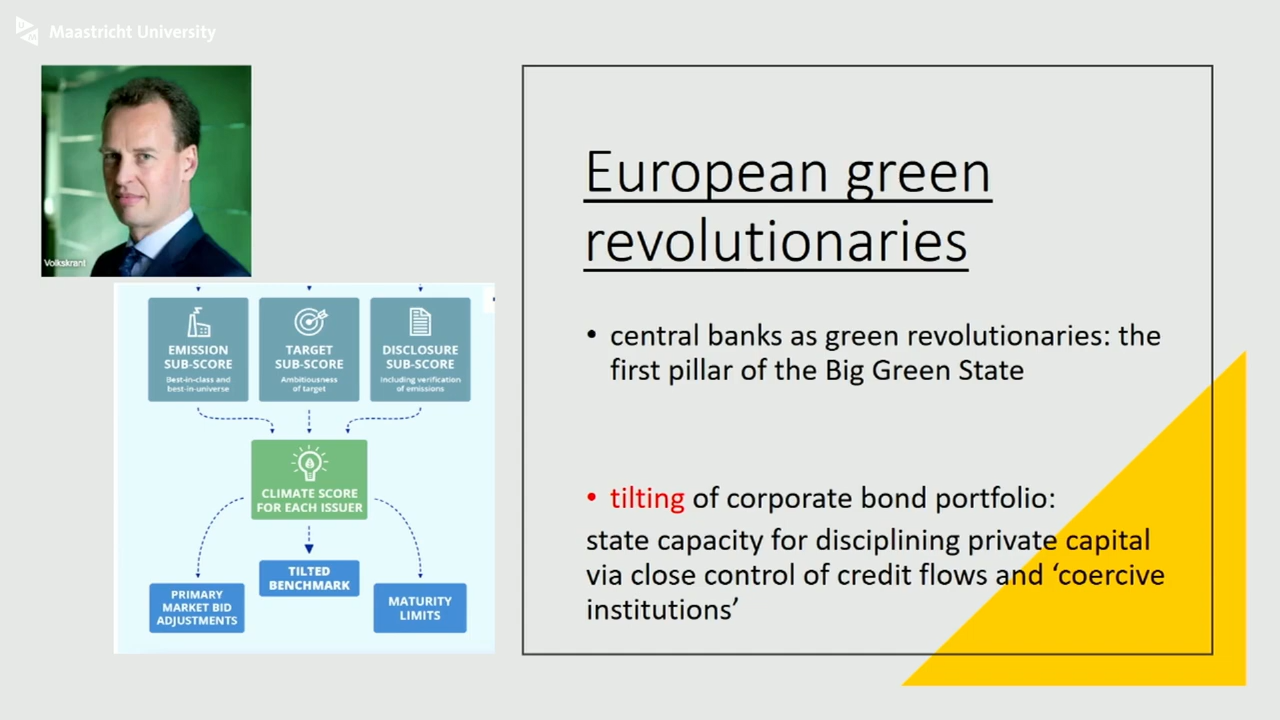 Maastricht University
Volkskrant
EMISSION
SUB-SCORE
Best-in-class and
best-in-universe
TARGET
SUB-SCORE
Ambitiousness
of target
DISCLOSURE
SUB-SCORE
Including verification
of emissions
CLIMATE SCORE
FOR EACH ISSUER
PRIMARY
MARKET BID
ADJUSTMENTS
TILTED
BENCHMARK
MATURITY
LIMITS
European green
revolutionaries
• central banks as green revolutionaries: the
first pillar of the Big Green State
• tilting of corporate bond portfolio:
state capacity for disciplining private capital
via close control of credit flows and ‘coercive
institutions’